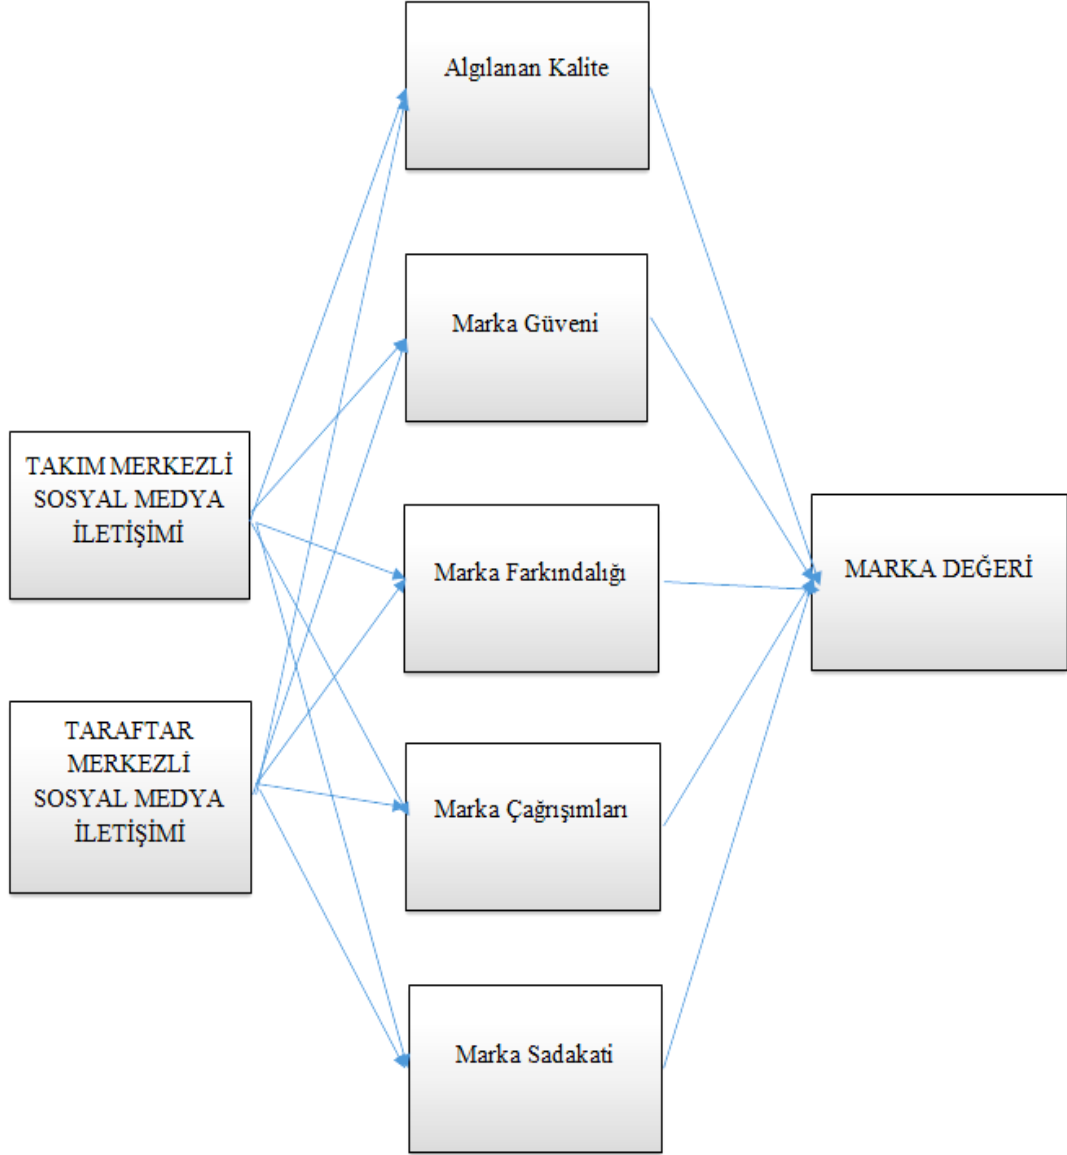 Algılanan Kalite
Marka Güveni
TAKIM MERKEZLİ
SOSYAL MEDYA
İLETİŞİMİ
Marka Farkındalığı
MARKA DEĞERİ
TARAFTAR
MERKEZLİ
SOSYAL MEDYA
İLETİŞİMİ
Marka Çağrışımları
Marka Sadakati